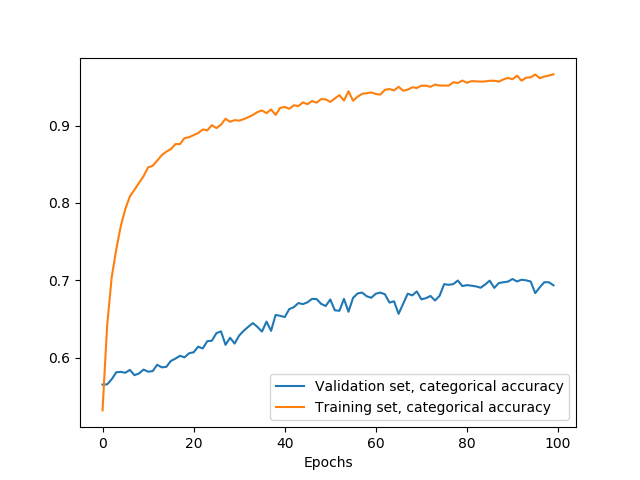 0.9
0.8
0.7
0.6
Validation set, categorical accuracy
Training set, categorical accuracy
0 20 40 60 80 100
Epochs